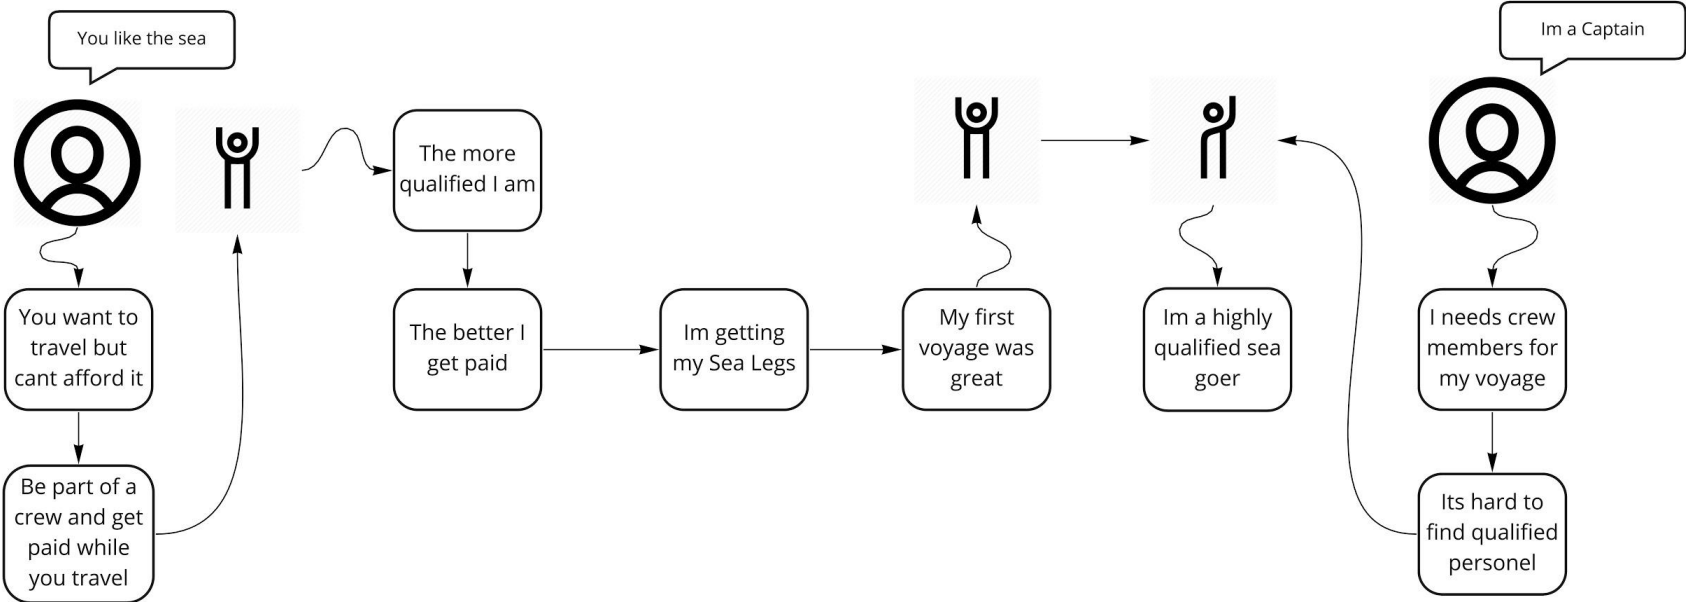 You like the sea
Im a Captain
The more
qualified I am
You want to
travel but
cant afford it
The better I
get paid
Im getting
my Sea Legs
My first
voyage was
great
Im a highly
qualified sea
goer
I needs crew
members for
my voyage
Be part of a
crew and get
paid while
you travel
Its hard to
find qualified
personel